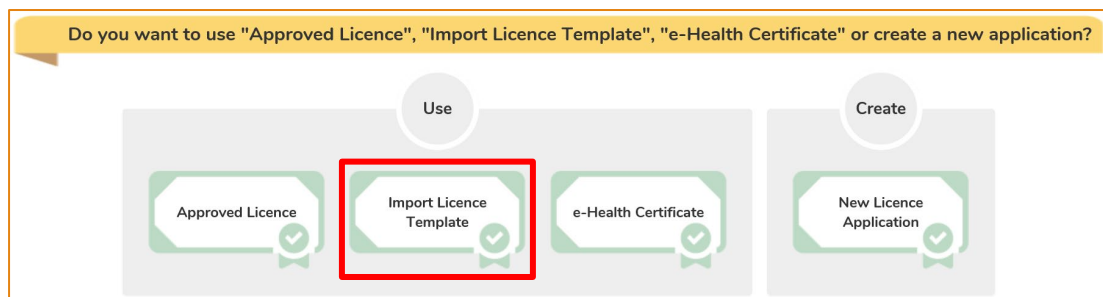 Do you want to use "Approved Licence", "Import Licence Template", "e-Health Certificate" or create a new application?
Use
Create
Approved Licence
Import Licence
Template
e-Health Certificate
New Licence
Application